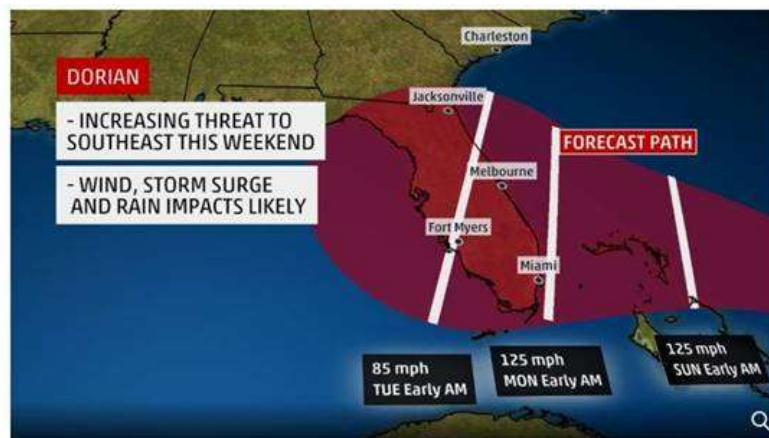 Charleston
DORIAN
- INCREASING THREAT TO
SOUTHEAST THIS WEEKEND
- WIND, STORM SURGE
AND RAIN IMPACTS LIKELY
Jacksonville
FORECAST PATH
Melbourne
Fort Myers
Miami
85 mph
TUE Early AM
125 mph
MON Early AM
125 mph
SUN Early AM